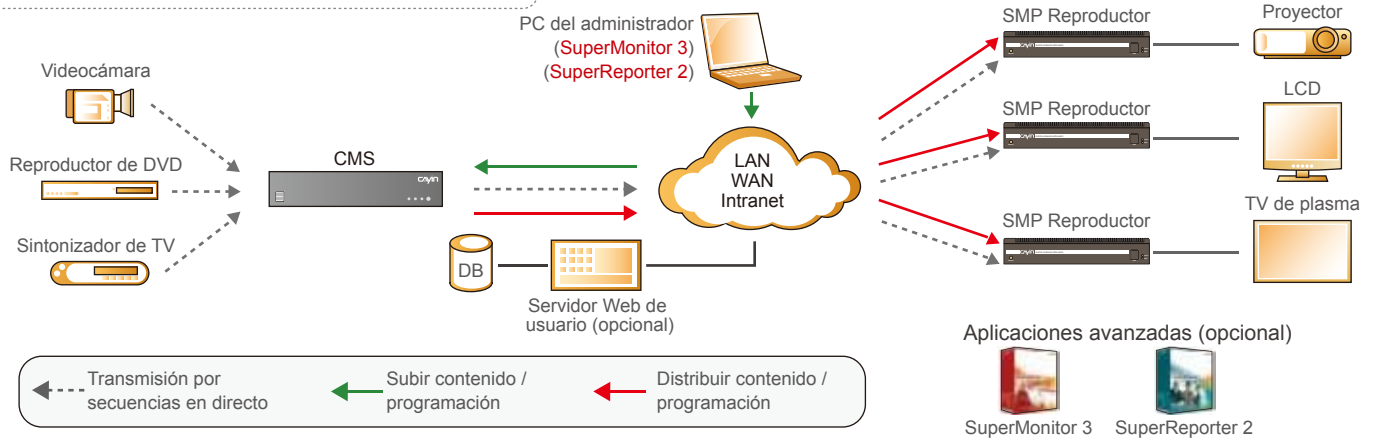 PC del administrador
(SuperMonitor 3)
(SuperReporter 2)
SMP Reproductor
Proyector
Videocámara
SMP Reproductor
LCD
Reproductor de DVD
CMS
CAYIN
LAN
WAN
Intranet
SMP Reproductor
TV de plasma
Sintonizador de TV
DB
Servidor Web de
usuario (opcional)
Aplicaciones avanzadas (opcional)
Transmisión por
secuencias en directo
Subir contenido /
programación
Distribuir contenido /
programación
SuperMonitor 3
SuperReporter 2